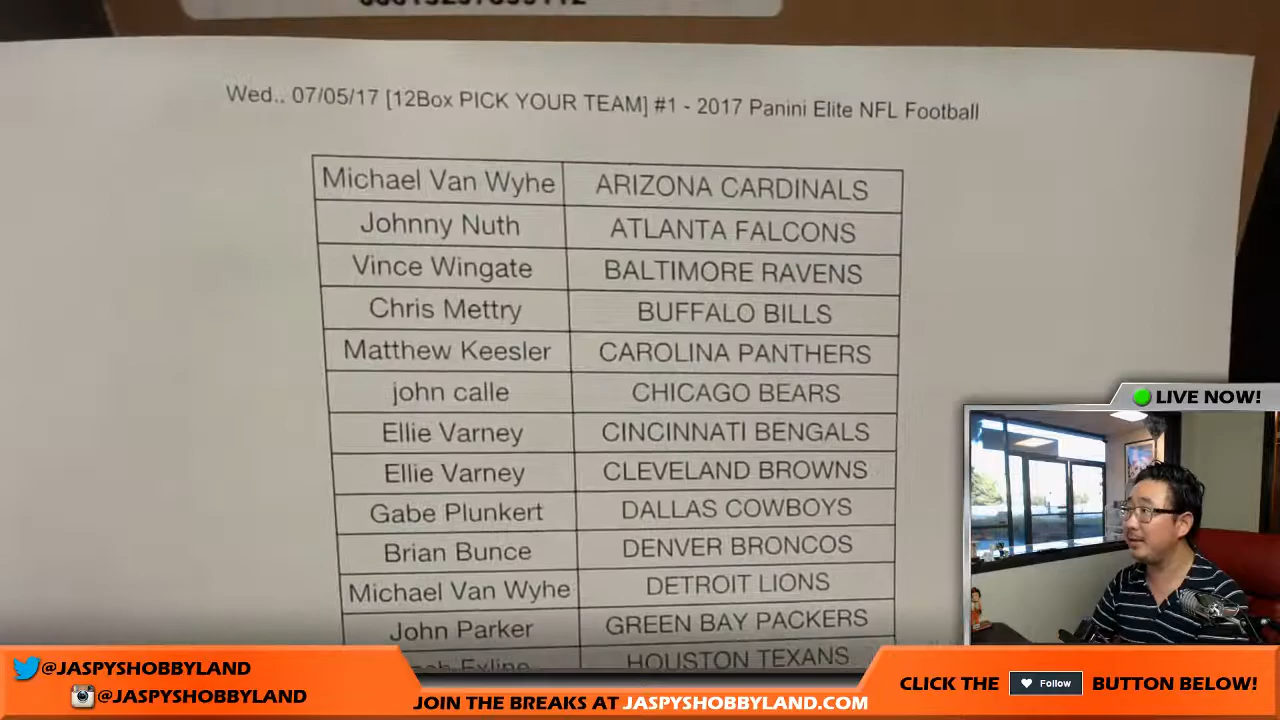 Wed., 07/05/17 [12Box PICK YOUR TEAM] #1 - 2017 Panini Elite NFL Football
Michael Van Wyhe ARIZONA CARDINALS
Johnny Nuth ATLANTA FALCONS
Vince Wingate BALTIMORE RAVENS
Chris Mettry BUFFALO BILLS
Matthew Keesler CAROLINA PANTHERS
john calle CHICAGO BEARS
Ellie Varney CINCINNATI BENGALS
Ellie Varney CLEVELAND BROWNS
Gabe Plunkert DALLAS COWBOYS
Brian Bunce DENVER BRONCOS
Michael Van Wyhe DETROIT LIONS
John Parker GREEN BAY PACKERS
Exline HOUSTON TEXANS
LIVE NOW!
@JASPYSHOBBYLAND
@JASPYSHOBBYLAND
JOIN THE BREAKS AT JASPYSHOBBYLAND.COM
CLICK THE Follow BUTTON BELOW!